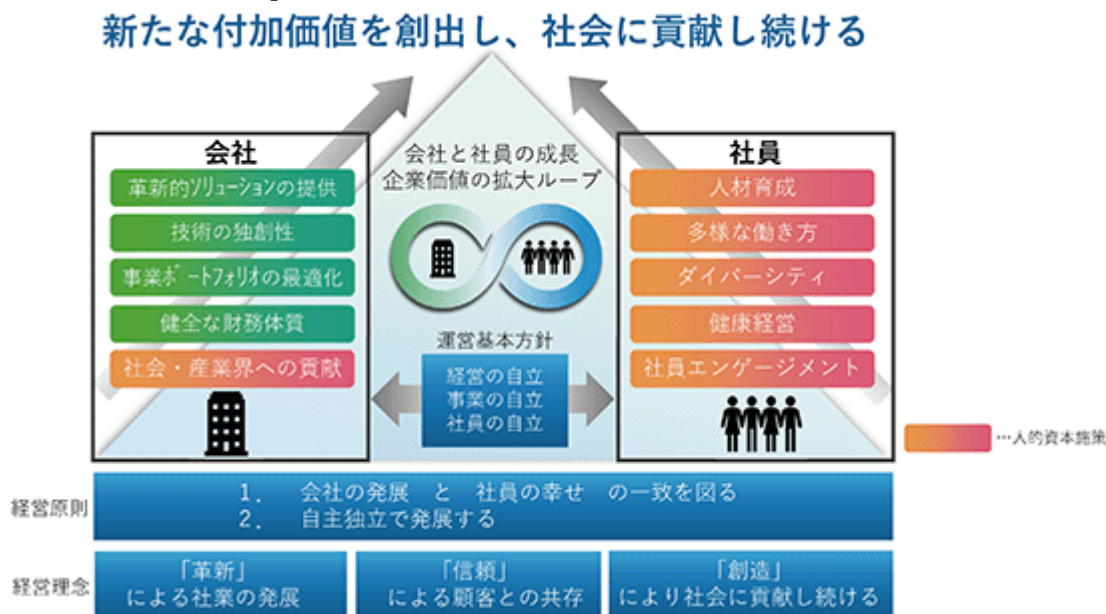 新たな付加価値を創出し、社会に貢献し続ける
会社
革新的ソリューションの提供
技術の独創性
事業ポートフォリオの最適化
健全な財務体質
社会・産業界への貢献
会社と社員の成長
企業価値の拡大ループ
運営基本方針
経営の自立
事業の自立
社員の自立
社員
人材育成
多様な働き方
ダイバーシティ
健康経営
社員エンゲージメント
…人的資本施策
経営原則
1. 会社の発展 と 社員の幸せ の一致を図る
2. 自主独立で発展する
経営理念
「革新」
による社業の発展
「信頼」
による顧客との共存
「創造」
により社会に貢献し続ける